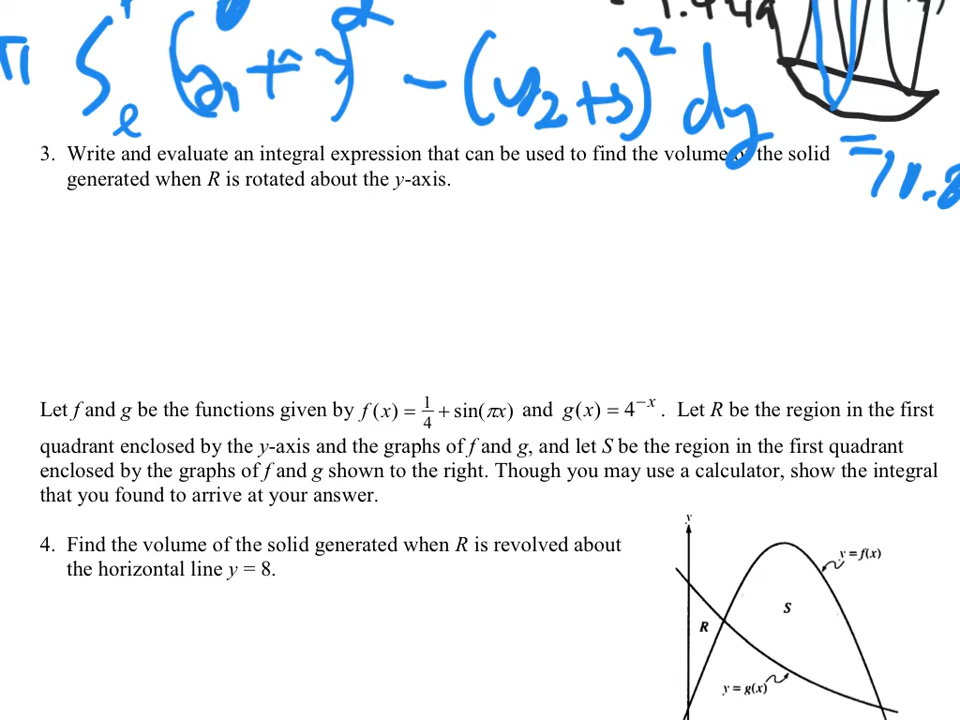 dy
3. Write and evaluate an integral expression that can be used to find the volume the solid
generated when R is rotated about the y-axis.
Let f and g be the functions given by f(x) = 1/4 + sin(πx) and g(x) = 4^−x. Let R be the region in the first
quadrant enclosed by the y-axis and the graphs of f and g, and let S be the region in the first quadrant
enclosed by the graphs of f and g shown to the right. Though you may use a calculator, show the integral
that you found to arrive at your answer.
4. Find the volume of the solid generated when R is revolved about
the horizontal line y = 8.
y
y = f(x)
S
R
y = g(x)